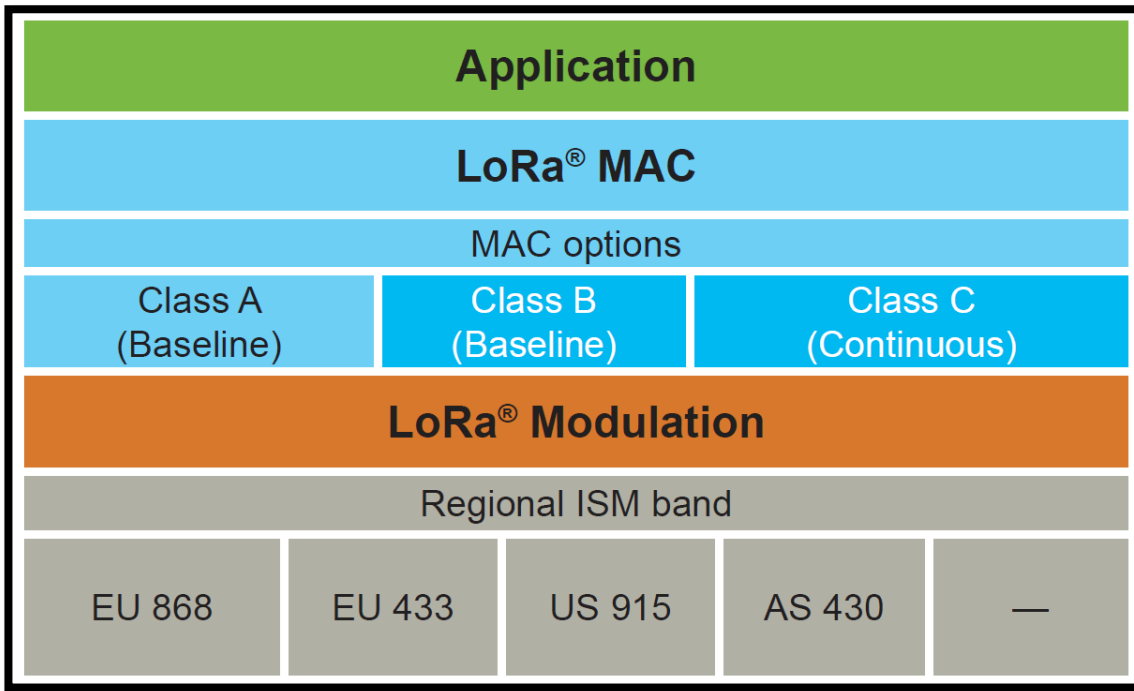 Application
LoRa® MAC
MAC options
Class A
(Baseline)
Class B
(Baseline)
Class C
(Continuous)
LoRa® Modulation
Regional ISM band
EU 868
EU 433
US 915
AS 430
—